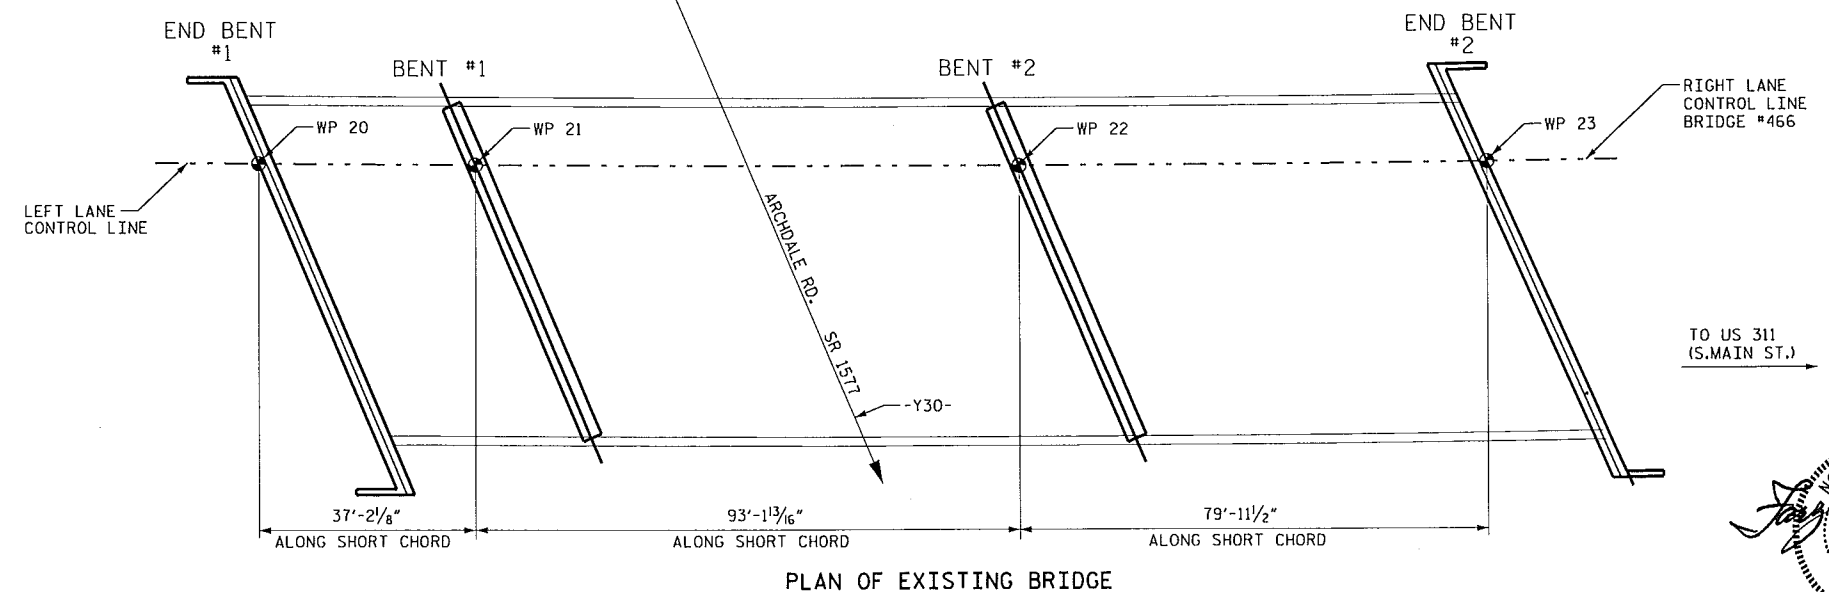 END BENT
#1
BENT #1
BENT #2
END BENT
#2
WP 20
WP 21
WP 22
WP 23
RIGHT LANE
CONTROL LINE
BRIDGE #466
LEFT LANE
CONTROL LINE
ARCHDALE RD. SR 1577
-Y30-
TO US 311
(S.MAIN ST.)
37'-2 1/8"
ALONG SHORT CHORD
93'-1 13/16"
ALONG SHORT CHORD
79'-11 1/2"
ALONG SHORT CHORD
PLAN OF EXISTING BRIDGE